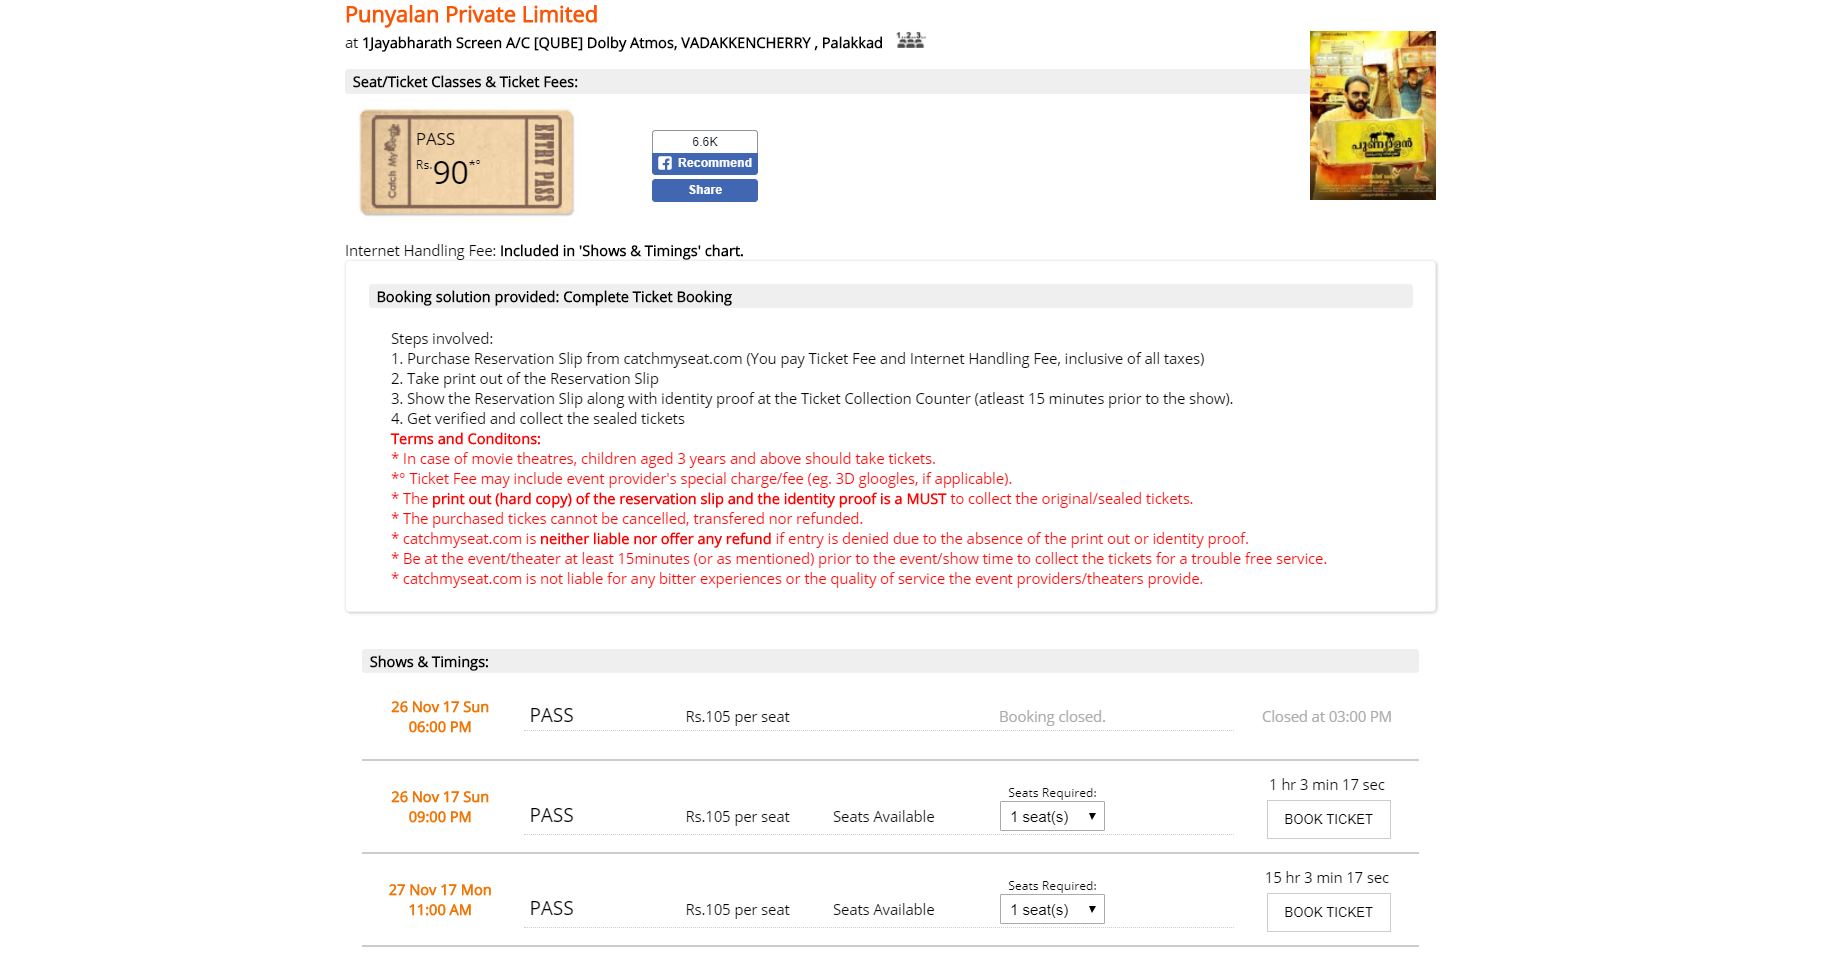 Punyalan Private Limited
at 1Jayabharath Screen A/C [QUBE] Dolby Atmos, VADAKKENCHERRY , Palakkad
1 2 3
Seat/Ticket Classes & Ticket Fees:
Catch My Seat
PASS
Rs.90*°
ENTRY PASS
6.6K
Recommend
Share
പുണ്യാളൻ
Internet Handling Fee: Included in 'Shows & Timings' chart.
Booking solution provided: Complete Ticket Booking
Steps involved:
1. Purchase Reservation Slip from catchmyseat.com (You pay Ticket Fee and Internet Handling Fee, inclusive of all taxes)
2. Take print out of the Reservation Slip
3. Show the Reservation Slip along with identity proof at the Ticket Collection Counter (atleast 15 minutes prior to the show).
4. Get verified and collect the sealed tickets
Terms and Conditons:
* In case of movie theatres, children aged 3 years and above should take tickets.
*° Ticket Fee may include event provider's special charge/fee (eg. 3D gloogles, if applicable).
* The print out (hard copy) of the reservation slip and the identity proof is a MUST to collect the original/sealed tickets.
* The purchased tickes cannot be cancelled, transfered nor refunded.
* catchmyseat.com is neither liable nor offer any refund if entry is denied due to the absence of the print out or identity proof.
* Be at the event/theater at least 15minutes (or as mentioned) prior to the event/show time to collect the tickets for a trouble free service.
* catchmyseat.com is not liable for any bitter experiences or the quality of service the event providers/theaters provide.
Shows & Timings:
26 Nov 17 Sun
06:00 PM
PASS
Rs.105 per seat
Booking closed.
Closed at 03:00 PM
26 Nov 17 Sun
09:00 PM
PASS
Rs.105 per seat
Seats Available
Seats Required:
1 seat(s)
1 hr 3 min 17 sec
BOOK TICKET
27 Nov 17 Mon
11:00 AM
PASS
Rs.105 per seat
Seats Available
Seats Required:
1 seat(s)
15 hr 3 min 17 sec
BOOK TICKET